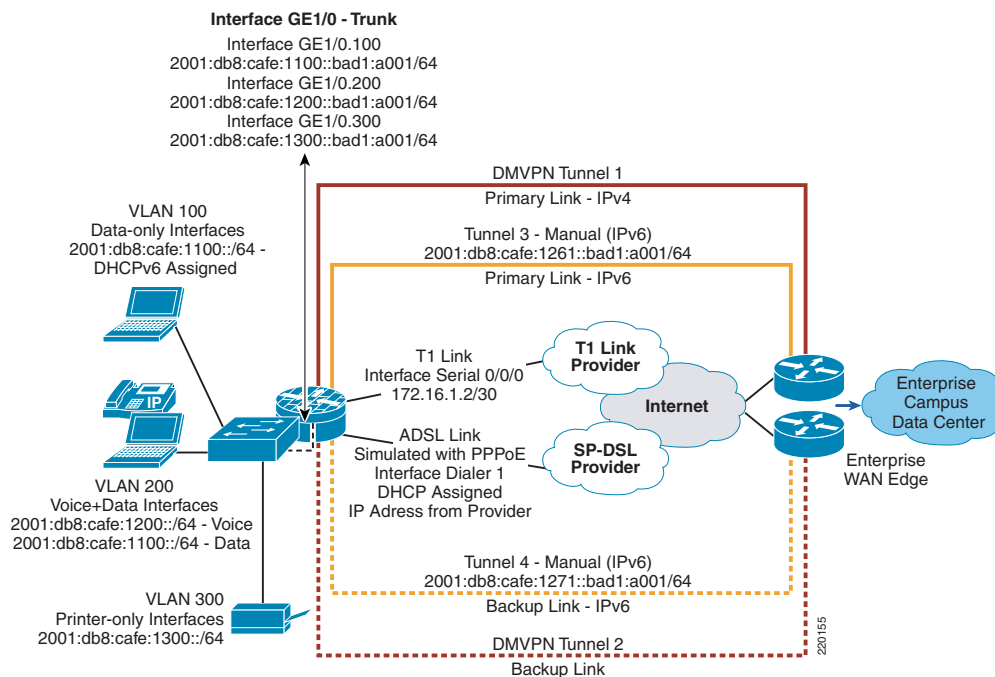 Interface GE1/0 - Trunk
Interface GE1/0.100
2001:db8:cafe:1100::bad1:a001/64
Interface GE1/0.200
2001:db8:cafe:1200::bad1:a001/64
Interface GE1/0.300
2001:db8:cafe:1300::bad1:a001/64
DMVPN Tunnel 1
Primary Link - IPv4
Tunnel 3 - Manual (IPv6)
2001:db8:cafe:1261::bad1:a001/64
Primary Link - IPv6
VLAN 100
Data-only Interfaces
2001:db8:cafe:1100::/64 -
DHCPv6 Assigned
IP
VLAN 200
Voice+Data Interfaces
2001:db8:cafe:1200::/64 - Voice
2001:db8:cafe:1100::/64 - Data
VLAN 300
Printer-only Interfaces
2001:db8:cafe:1300::/64
T1 Link
Interface Serial 0/0/0
172.16.1.2/30
T1 Link
Provider
Internet
ADSL Link
Simulated with PPPoE
Interface Dialer 1
DHCP Assigned
IP Adress from Provider
SP-DSL
Provider
Enterprise
Campus
Data Center
Enterprise
WAN Edge
Tunnel 4 - Manual (IPv6)
2001:db8:cafe:1271::bad1:a001/64
Backup Link - IPv6
DMVPN Tunnel 2
Backup Link
220155